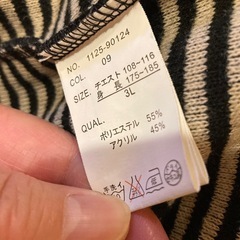 NO. 1125-90124
COL. 09
SIZE. チェスト 108-116
身 長 175-185
3L
QUAL.
ポリエステル 55%
アクリル 45%